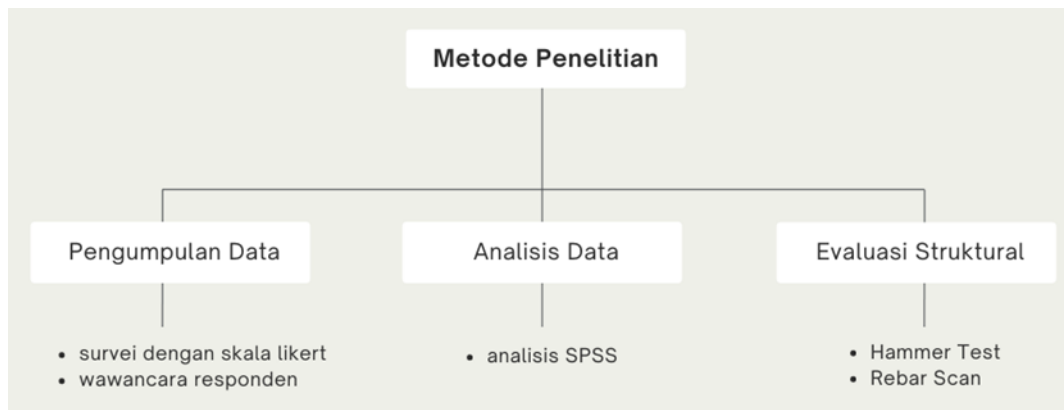 Metode Penelitian
Pengumpulan Data
Analisis Data
Evaluasi Struktural
• survei dengan skala likert
• wawancara responden
• analisis SPSS
• Hammer Test
• Rebar Scan